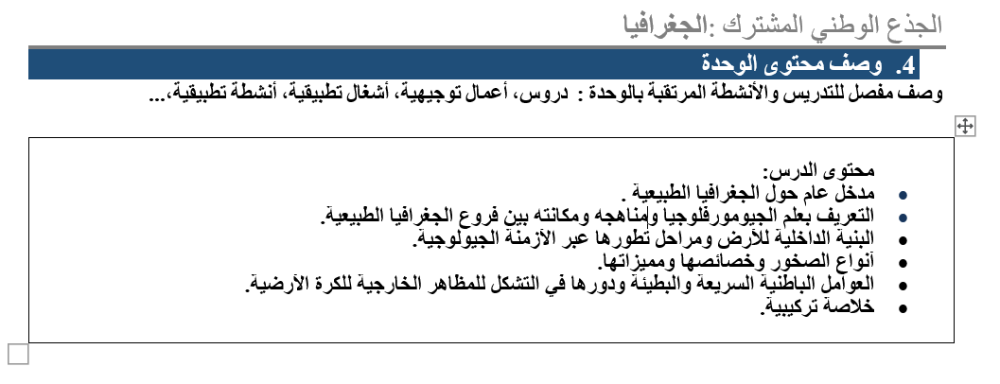 الجذع الوطني المشترك :الجغرافيا
4. وصف محتوى الوحدة
وصف مفصل للتدريس والأنشطة المرتقبة بالوحدة : دروس، أعمال توجيهية، أشغال تطبيقية، أنشطة تطبيقية،...
محتوى الدرس:
• مدخل عام حول الجغرافيا الطبيعية .
• التعريف بعلم الجيومورفلوجيا ومناهجه ومكانته بين فروع الجغرافيا الطبيعية.
• البنية الداخلية للأرض ومراحل تطورها عبر الأزمنة الجيولوجية.
• أنواع الصخور وخصائصها ومميزاتها.
• العوامل الباطنية السريعة والبطيئة ودورها في التشكل للمظاهر الخارجية للكرة الأرضية.
• خلاصة تركيبية.